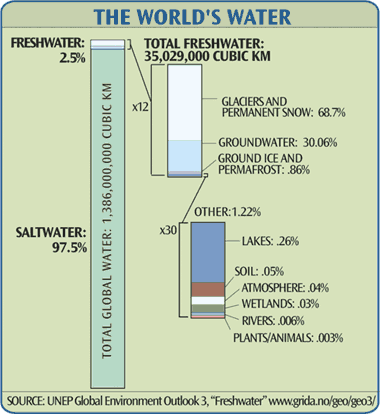 THE WORLD'S WATER
FRESHWATER:
2.5%
TOTAL FRESHWATER:
35,029,000 CUBIC KM
x12
GLACIERS AND
PERMANENT SNOW: 68.7%
GROUNDWATER: 30.06%
GROUND ICE AND
PERMAFROST: .86%
TOTAL GLOBAL WATER: 1,386,000,000 CUBIC KM
SALTWATER:
97.5%
OTHER:1.22%
x30
LAKES: .26%
SOIL: .05%
ATMOSPHERE: .04%
WETLANDS: .03%
RIVERS: .006%
PLANTS/ANIMALS: .003%
SOURCE: UNEP Global Environment Outlook 3, "Freshwater" www.grida.no/geo/geo3/